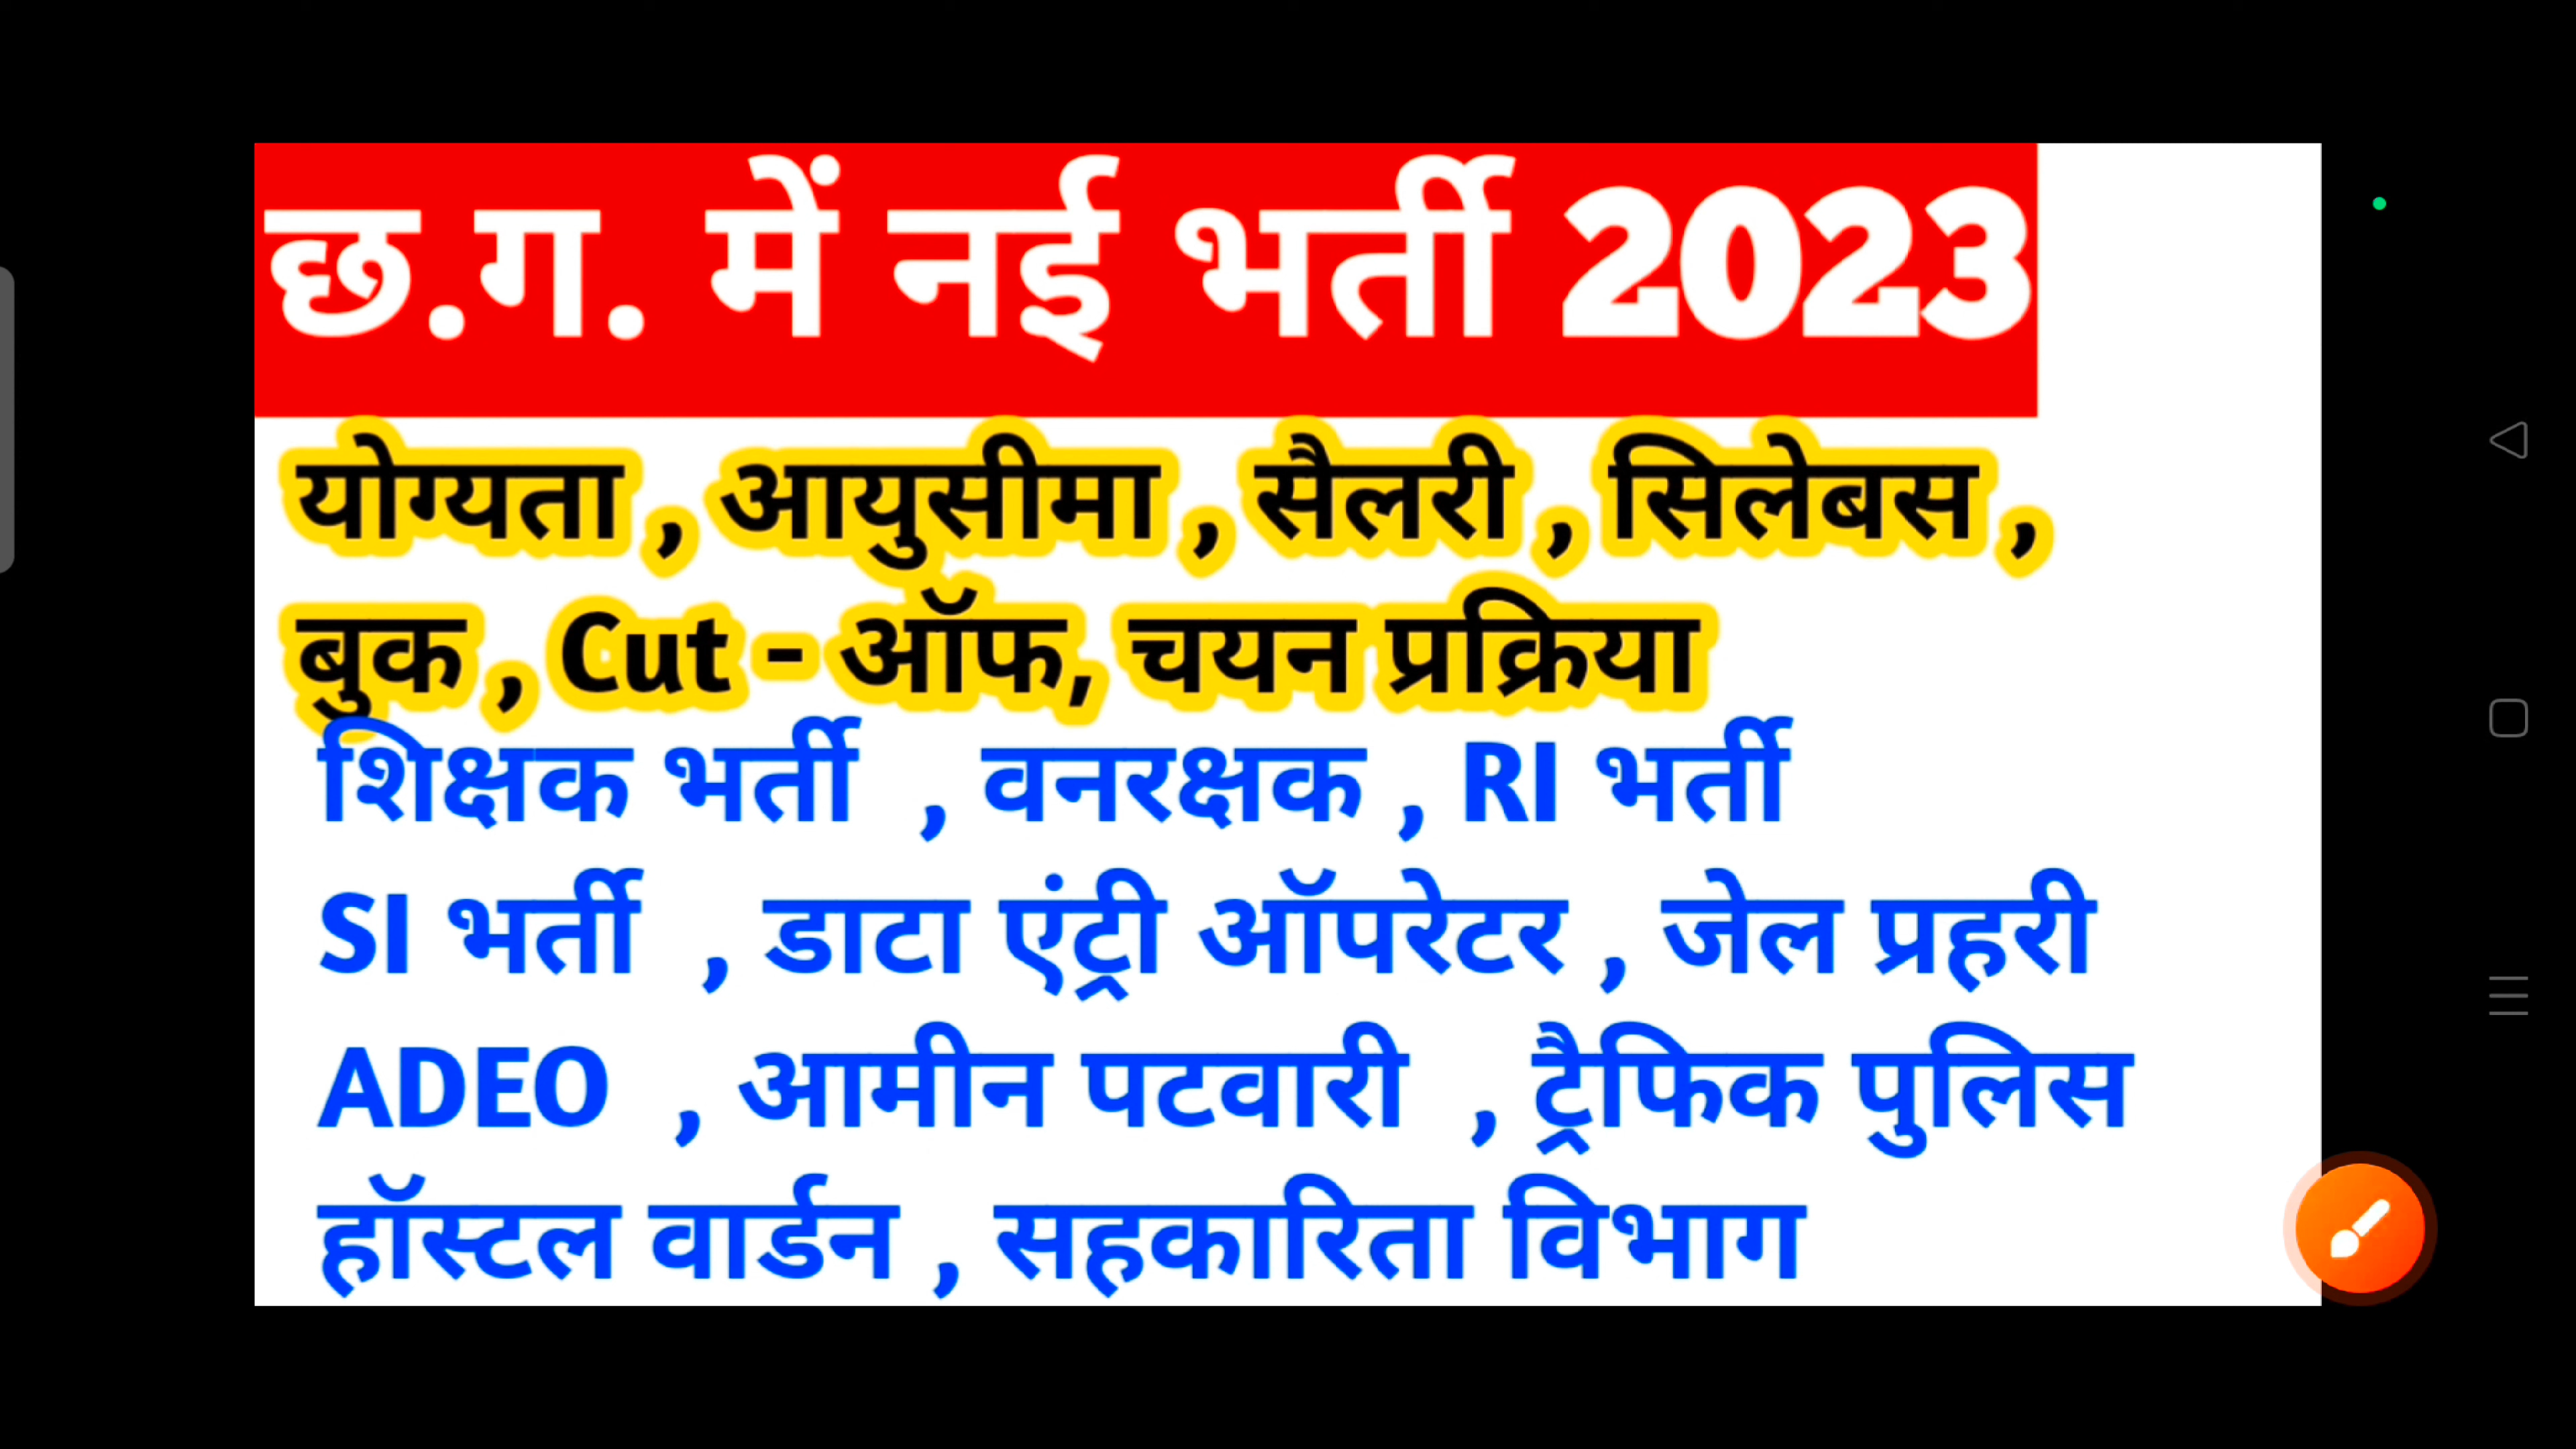 छ.ग. में नई भर्ती 2023
योग्यता , आयुसीमा , सैलरी , सिलेबस ,
बुक , Cut - ऑफ, चयन प्रक्रिया
शिक्षक भर्ती , वनरक्षक , RI भर्ती
SI भर्ती , डाटा एंट्री ऑपरेटर , जेल प्रहरी
ADEO , आमीन पटवारी , ट्रैफिक पुलिस
हॉस्टल वार्डन , सहकारिता विभाग